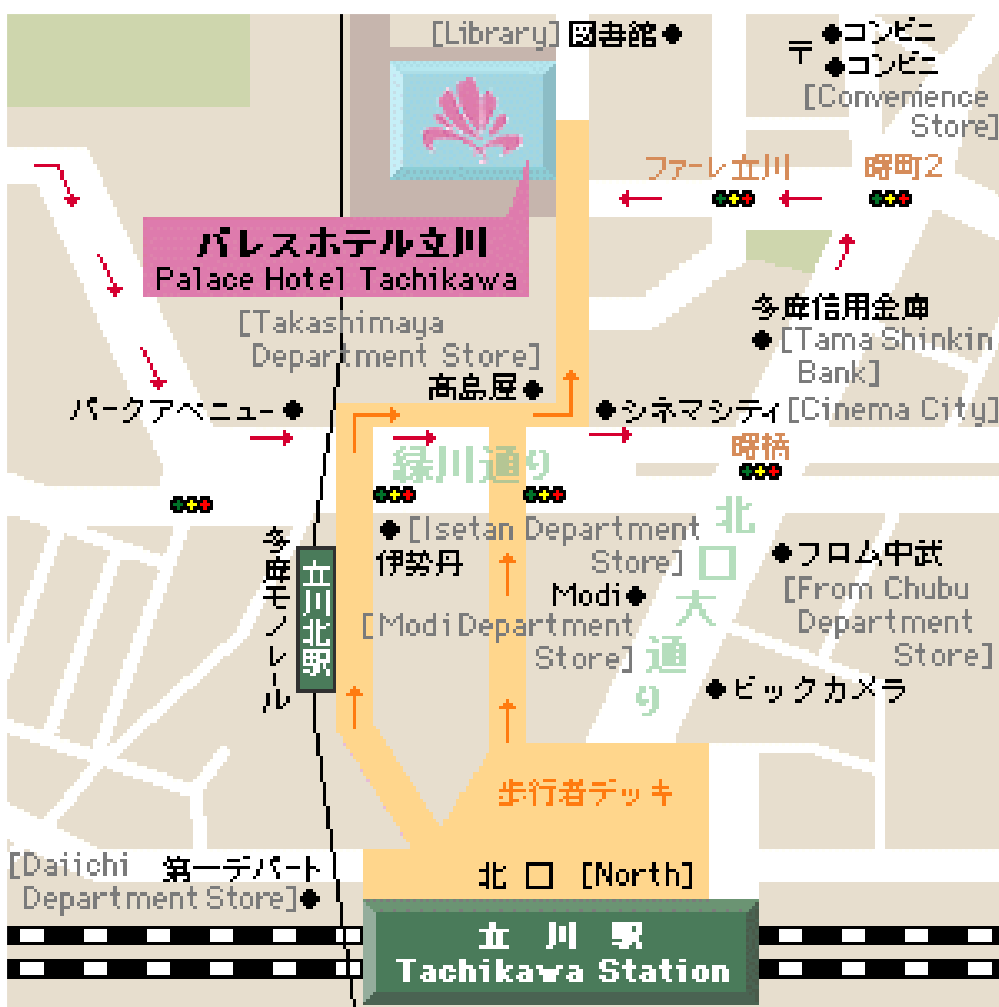 [Library] 図書館
〒
コンビニ
コンビニ
[Convenience
Store]
ファーレ立川
曙町2
パレスホテル立川
Palace Hotel Tachikawa
多摩信用金庫
[Tama Shinkin
Bank]
[Takashimaya
Department Store]
高島屋
パークアベニュー
シネマシティ[Cinema City]
緑川通り
曙橋
[Isetan Department
Store]
伊勢丹
北口大通り
フロム中武
[From Chubu
Department
Store]
Modi
[Modi Department
Store]
多摩モノレール
立川北駅
ビックカメラ
歩行者デッキ
[Daiichi
Department Store]
第一デパート
北口 [North]
立川駅
Tachikawa Station